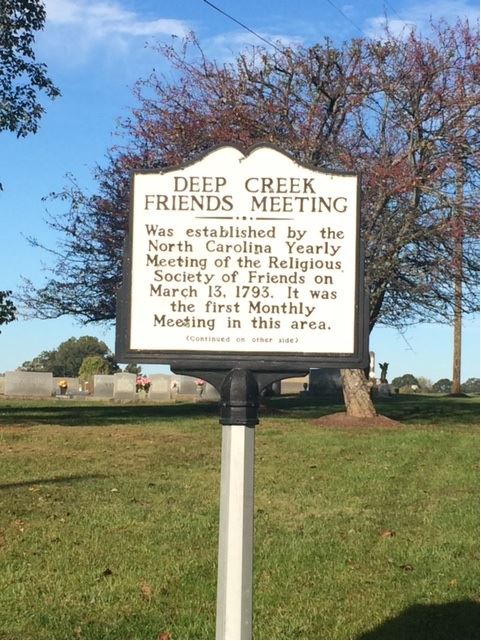 DEEP CREEK
FRIENDS MEETING
Was established by the
North Carolina Yearly
Meeting of the Religious
Society of Friends on
March 13, 1793. It was
the first Monthly
Meeting in this area.
(Continued on other side)